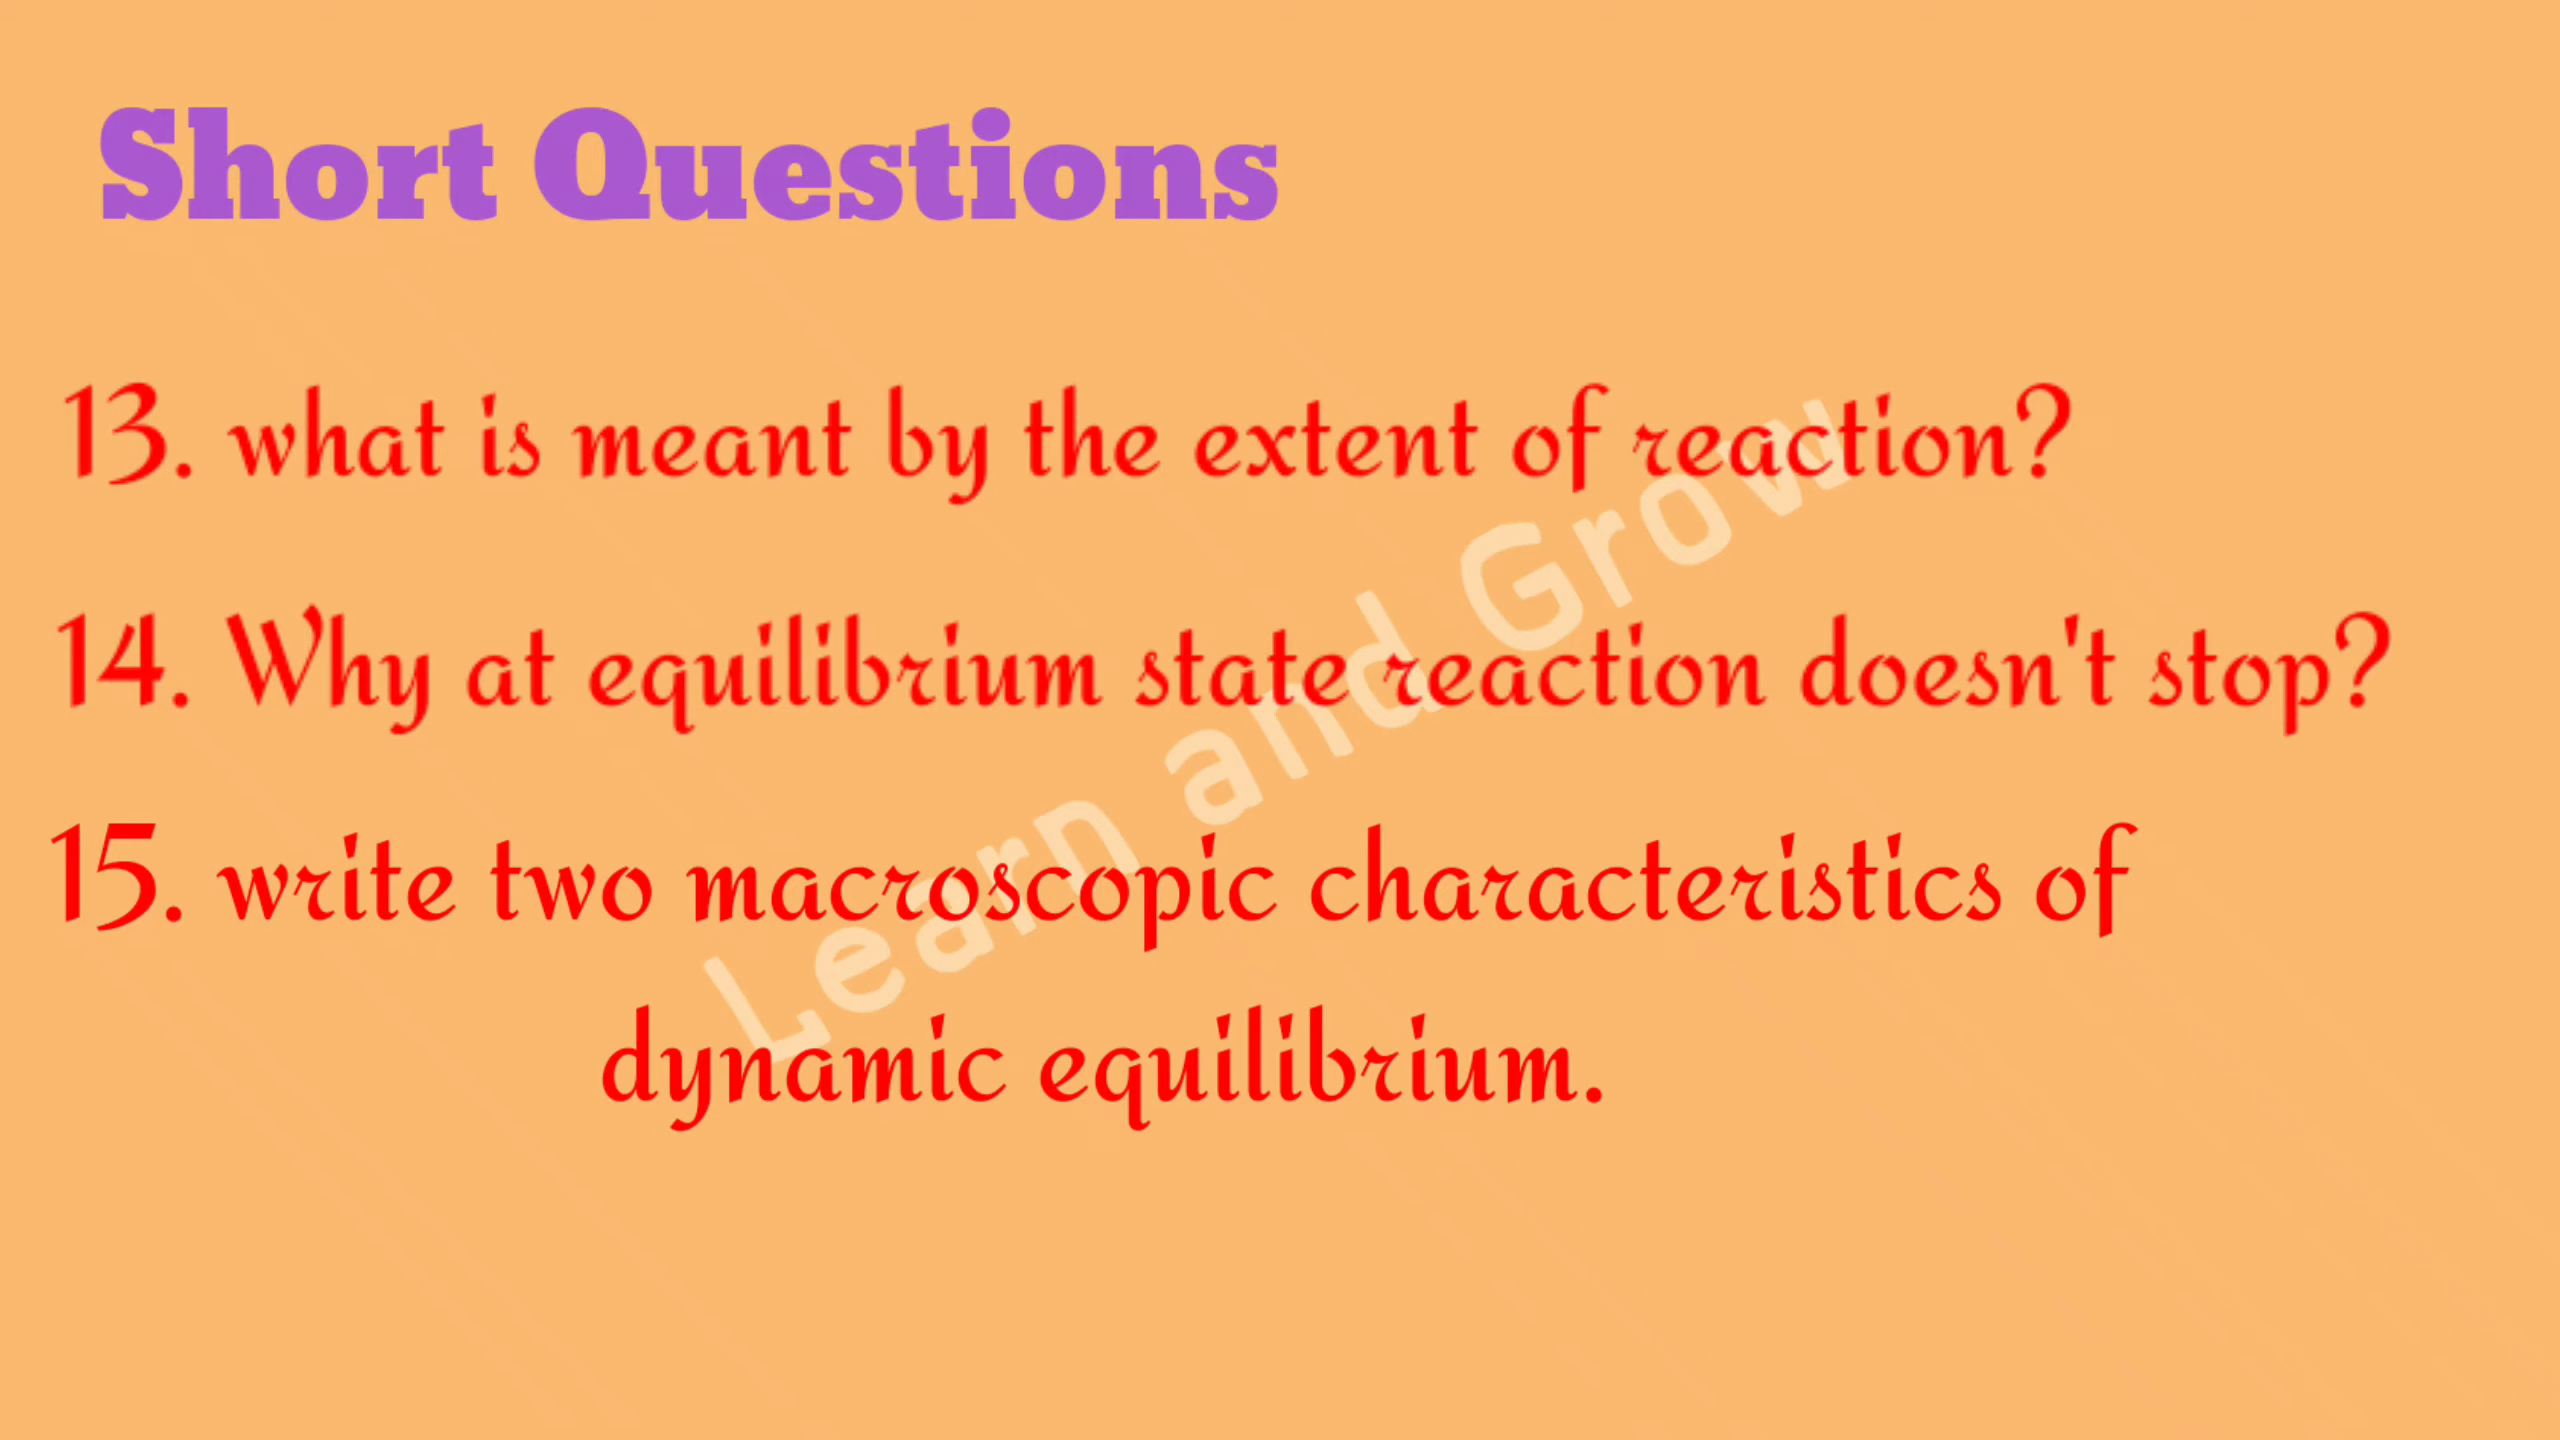 Short Questions
13. what is meant by the extent of reaction?
14. Why at equilibrium state reaction doesn't stop?
15. write two macroscopic characteristics of
dynamic equilibrium.
Learn and Grow